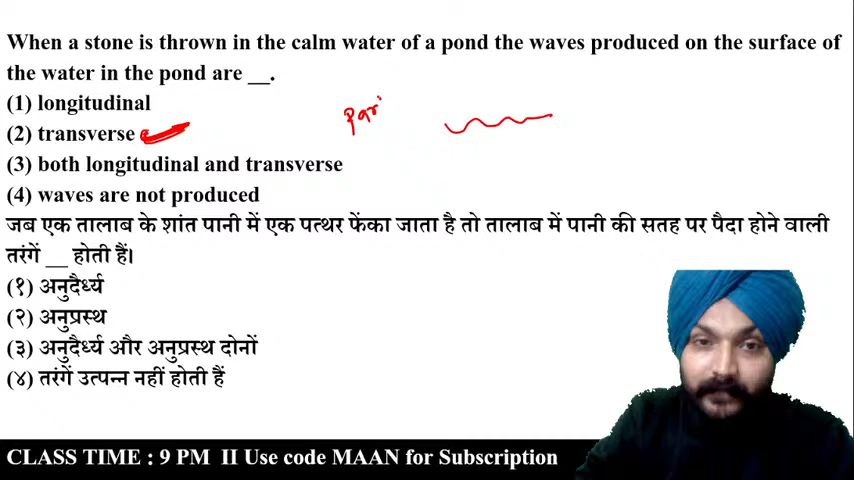 When a stone is thrown in the calm water of a pond the waves produced on the surface of
the water in the pond are __.
(1) longitudinal
(2) transverse
par
(3) both longitudinal and transverse
(4) waves are not produced
जब एक तालाब के शांत पानी में एक पत्थर फेंका जाता है तो तालाब में पानी की सतह पर पैदा होने वाली
तरंगें __ होती हैं।
(१) अनुदैर्ध्य
(२) अनुप्रस्थ
(३) अनुदैर्ध्य और अनुप्रस्थ दोनों
(४) तरंगें उत्पन्न नहीं होती हैं
CLASS TIME : 9 PM II Use code MAAN for Subscription